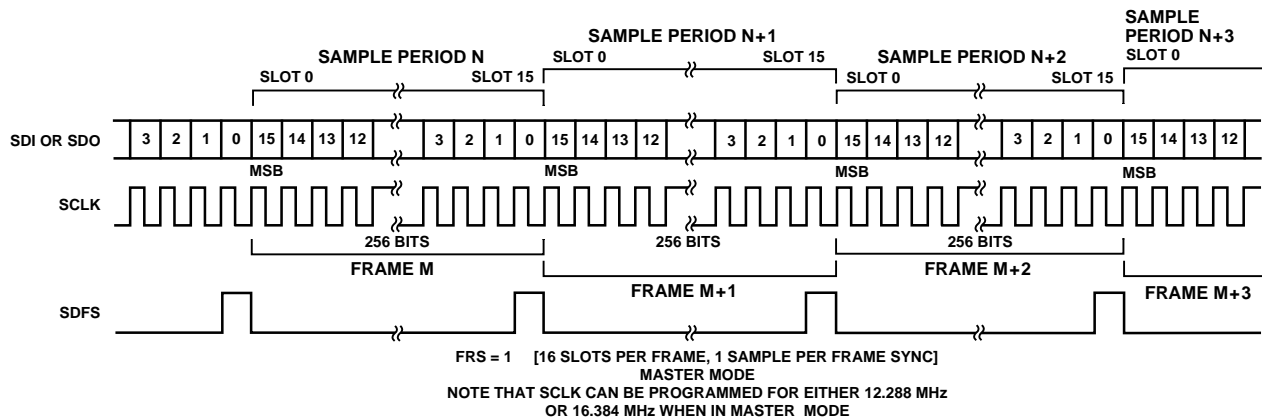 SAMPLE PERIOD N
SAMPLE PERIOD N+1
SAMPLE PERIOD N+2
SAMPLE
PERIOD N+3
SLOT 0 SLOT 15
SLOT 0 SLOT 15
SLOT 0 SLOT 15
SLOT 0
SDI OR SDO 3 2 1 0 15 14 13 12 3 2 1 0 15 14 13 12 3 2 1 0 15 14 13 12 3 2 1 0 15 14 13 12
MSB MSB MSB MSB
SCLK
256 BITS 256 BITS 256 BITS
FRAME M FRAME M+1 FRAME M+2 FRAME M+3
SDFS
FRS = 1 [16 SLOTS PER FRAME, 1 SAMPLE PER FRAME SYNC]
MASTER MODE
NOTE THAT SCLK CAN BE PROGRAMMED FOR EITHER 12.288 MHz
OR 16.384 MHz WHEN IN MASTER MODE